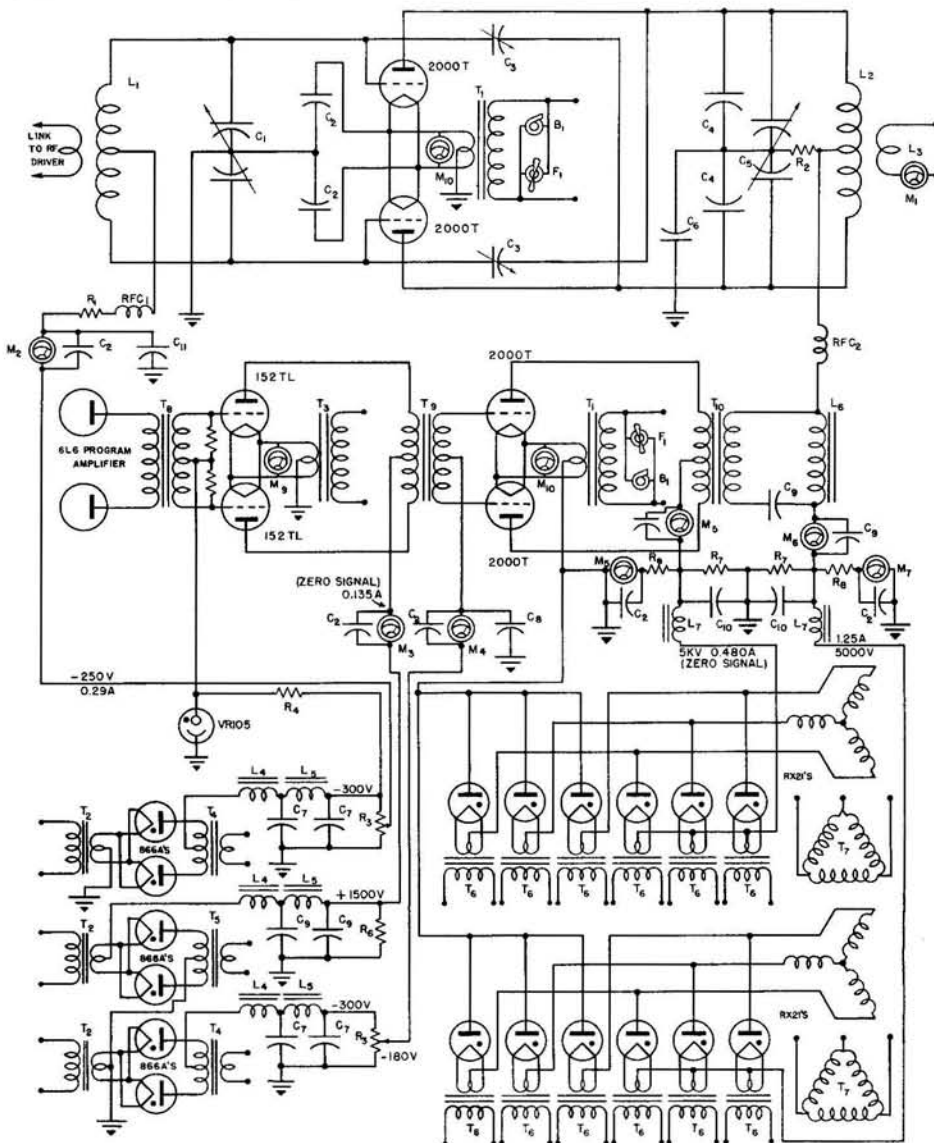 2000T
C3
L1
C2
T1
L2
C4
LINK TO RF DRIVER
C1
B1
M10
F1
C5
R2
L3
M1
C2
C4
2000T
C6
C3
R1
RFC1
M2
C2
C11
RFC2
152TL
2000T
T8
T3
T9
T1
T10
L6
6L6 PROGRAM AMPLIFIER
M9
M10
F1
B1
C9
M5
M6
C9
152TL
2000T
(ZERO SIGNAL)
0.135A
M5
R8
R7
R7
R8
M7
C2
C2
C8
C2
C10
C10
C2
M3
M4
L7
L7
1.25A
5000V
5KV 0.480A
(ZERO SIGNAL)
-250V
0.29A
R4
VR105
RX21'S
L4
L5
-300V
T2
T4
C7
C7
R3
866A'S
T7
T6
T6
T6
T6
T6
T6
L4
L5
+1500V
T2
T5
C9
C9
R6
866A'S
RX21'S
L4
L5
-300V
T2
T4
C7
C7
R3
-180V
866A'S
T7
T6
T6
T6
T6
T6
T6